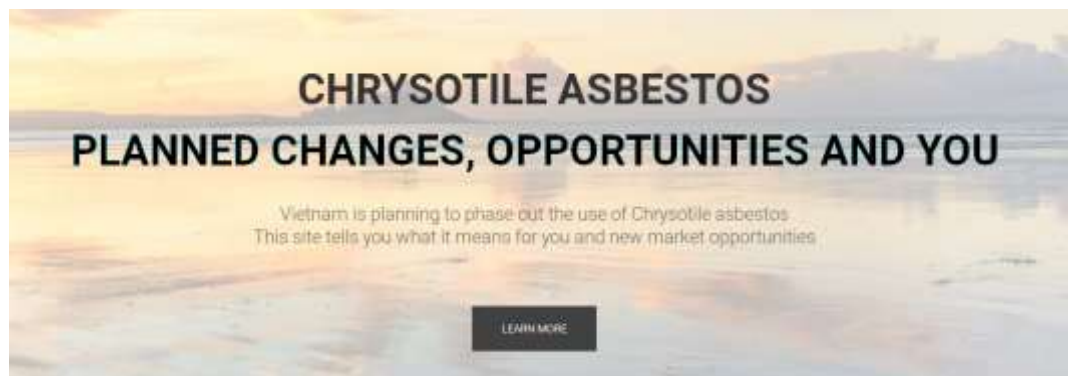 CHRYSOTILE ASBESTOS
PLANNED CHANGES, OPPORTUNITIES AND YOU
Vietnam is planning to phase out the use of Chrysotile asbestos
This site tells you what it means for you and new market opportunities
LEARN MORE